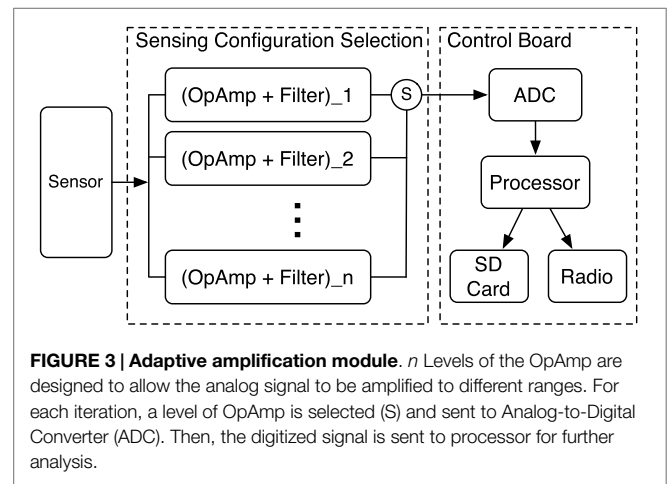 Sensing Configuration Selection
Control Board
Sensor
(OpAmp + Filter)_1
(OpAmp + Filter)_2
(OpAmp + Filter)_n
S
ADC
Processor
SD
Card
Radio
FIGURE 3 | Adaptive amplification module. n Levels of the OpAmp are
designed to allow the analog signal to be amplified to different ranges. For
each iteration, a level of OpAmp is selected (S) and sent to Analog-to-Digital
Converter (ADC). Then, the digitized signal is sent to processor for further
analysis.